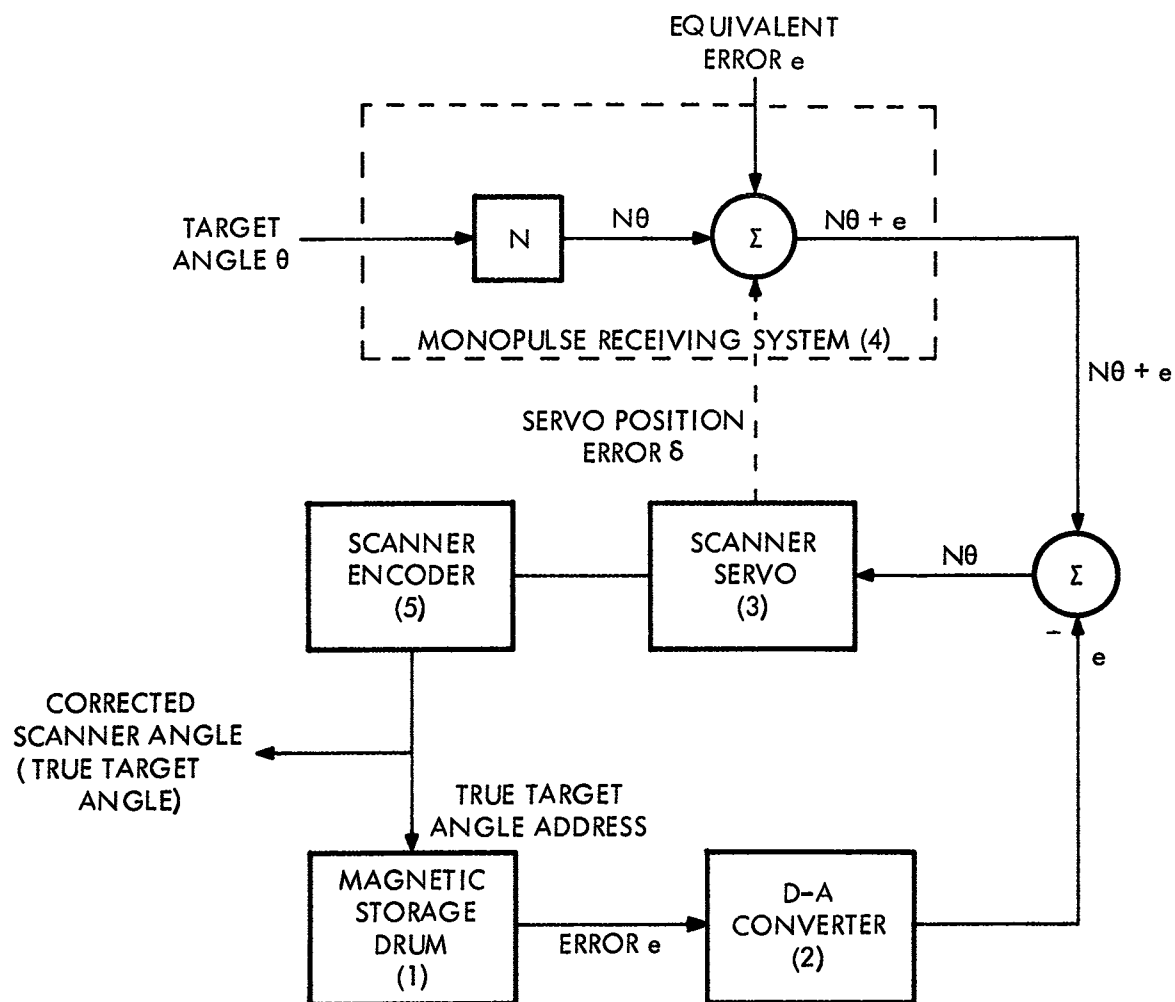 EQUIVALENT
ERROR e
TARGET
ANGLE θ
N
Nθ
Σ
Nθ + e
MONOPULSE RECEIVING SYSTEM (4)
Nθ + e
SERVO POSITION
ERROR δ
SCANNER
ENCODER
(5)
SCANNER
SERVO
(3)
Nθ
Σ
−
e
CORRECTED
SCANNER ANGLE
( TRUE TARGET
ANGLE)
TRUE TARGET
ANGLE ADDRESS
MAGNETIC
STORAGE
DRUM
(1)
ERROR e
D-A
CONVERTER
(2)